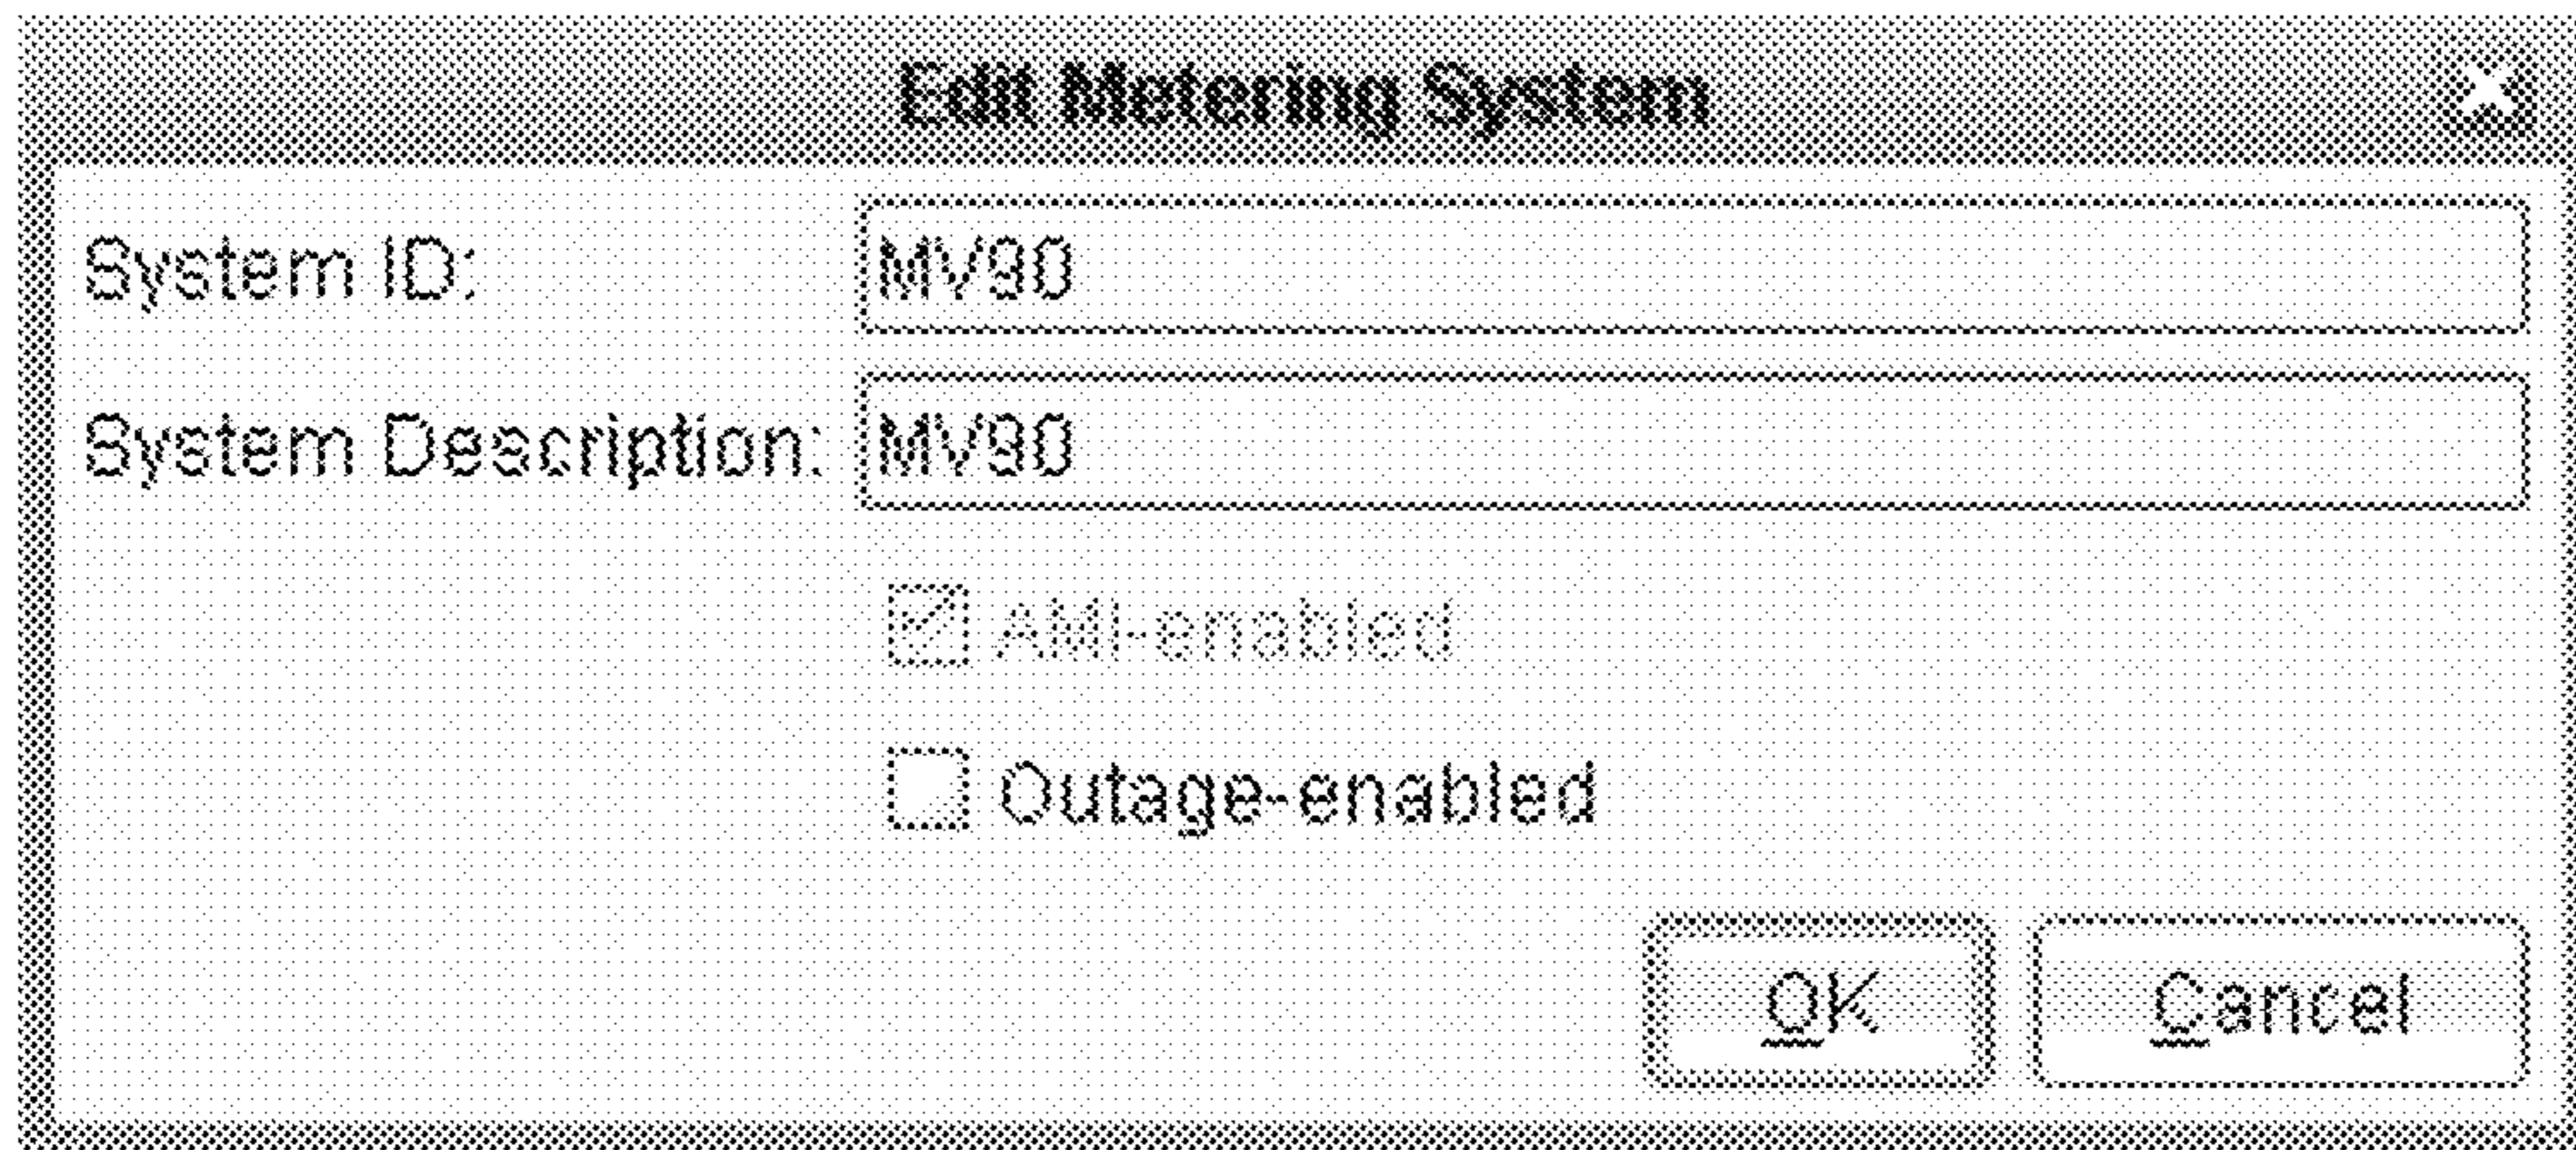 Edit Metering System
System ID: MV90
System Description: MV90
AMI-enabled
Outage-enabled
OK Cancel